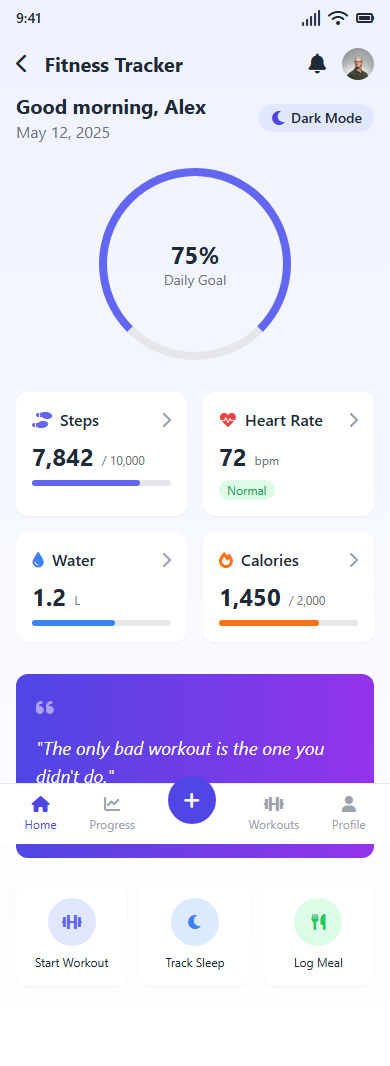 9:41
Fitness Tracker
Good morning, Alex
May 12, 2025
Dark Mode
75%
Daily Goal
Steps
7,842 / 10,000
Heart Rate
72 bpm
Normal
Water
1.2 L
Calories
1,450 / 2,000
"The only bad workout is the one you
didn't do."
Home
Progress
Workouts
Profile
Start Workout
Track Sleep
Log Meal